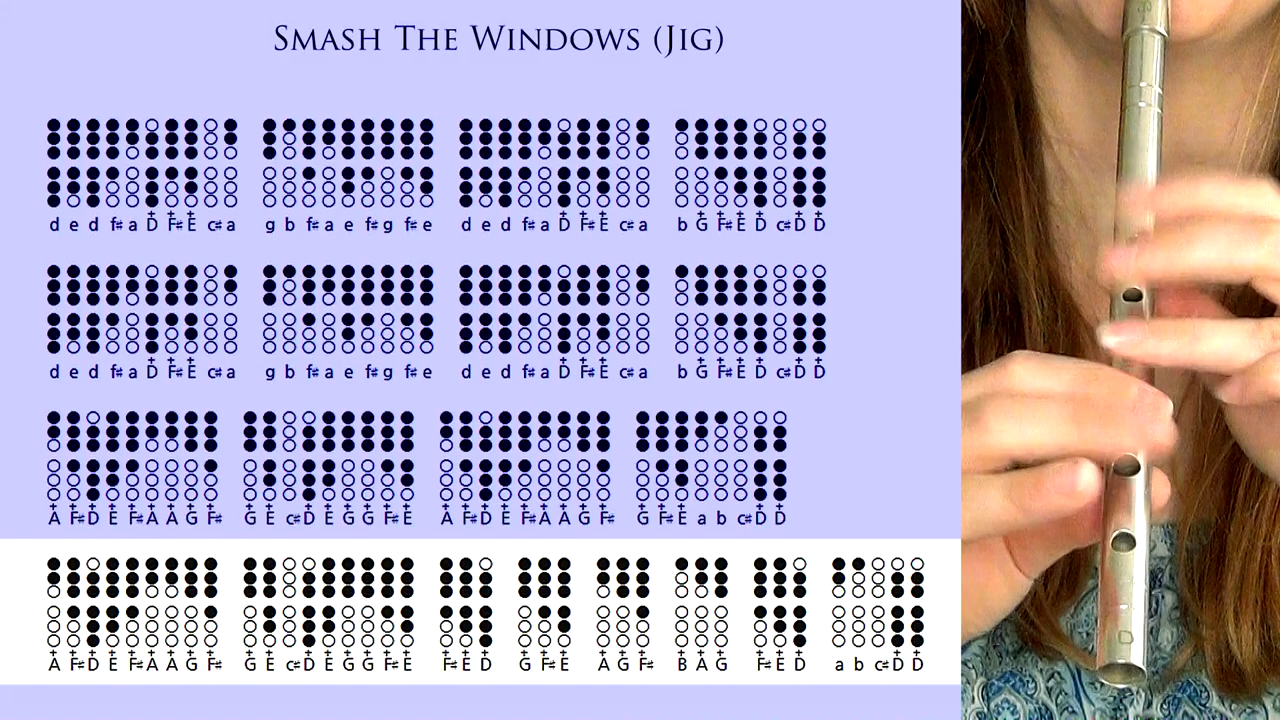 SMASH THE WINDOWS (JIG)
+ + +
d e d f# a D F# E c# a g b f# a e f# g f# e d e d f# a D F# E c# a b G F# E D c# D D
d e d f# a D F# E c# a g b f# a e f# g f# e d e d f# a D F# E c# a b G F# E D c# D D
A F# D E F# A A G F# G E c# D E G G F# E A F# D E F# A A G F# G F# E a b c# D D
A F# D E F# A A G F# G E c# D E G G F# E F# E D G F# E A G F# B A G F# E D a b c# D D
D